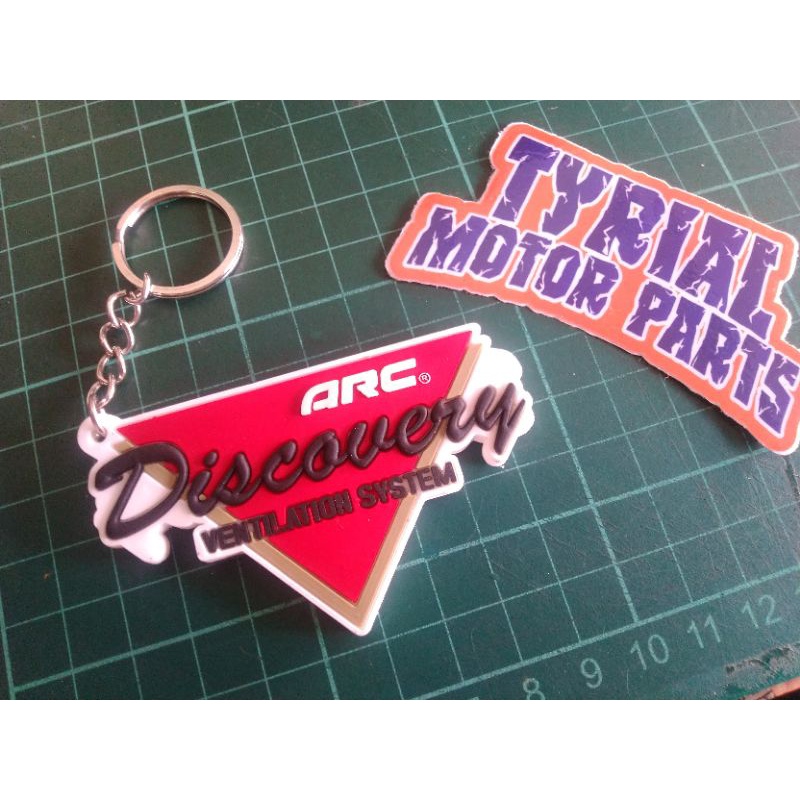 ARC®
Discovery
VENTILATION SYSTEM
TYRIAL
MOTOR PARTS
8 9 10 11 12